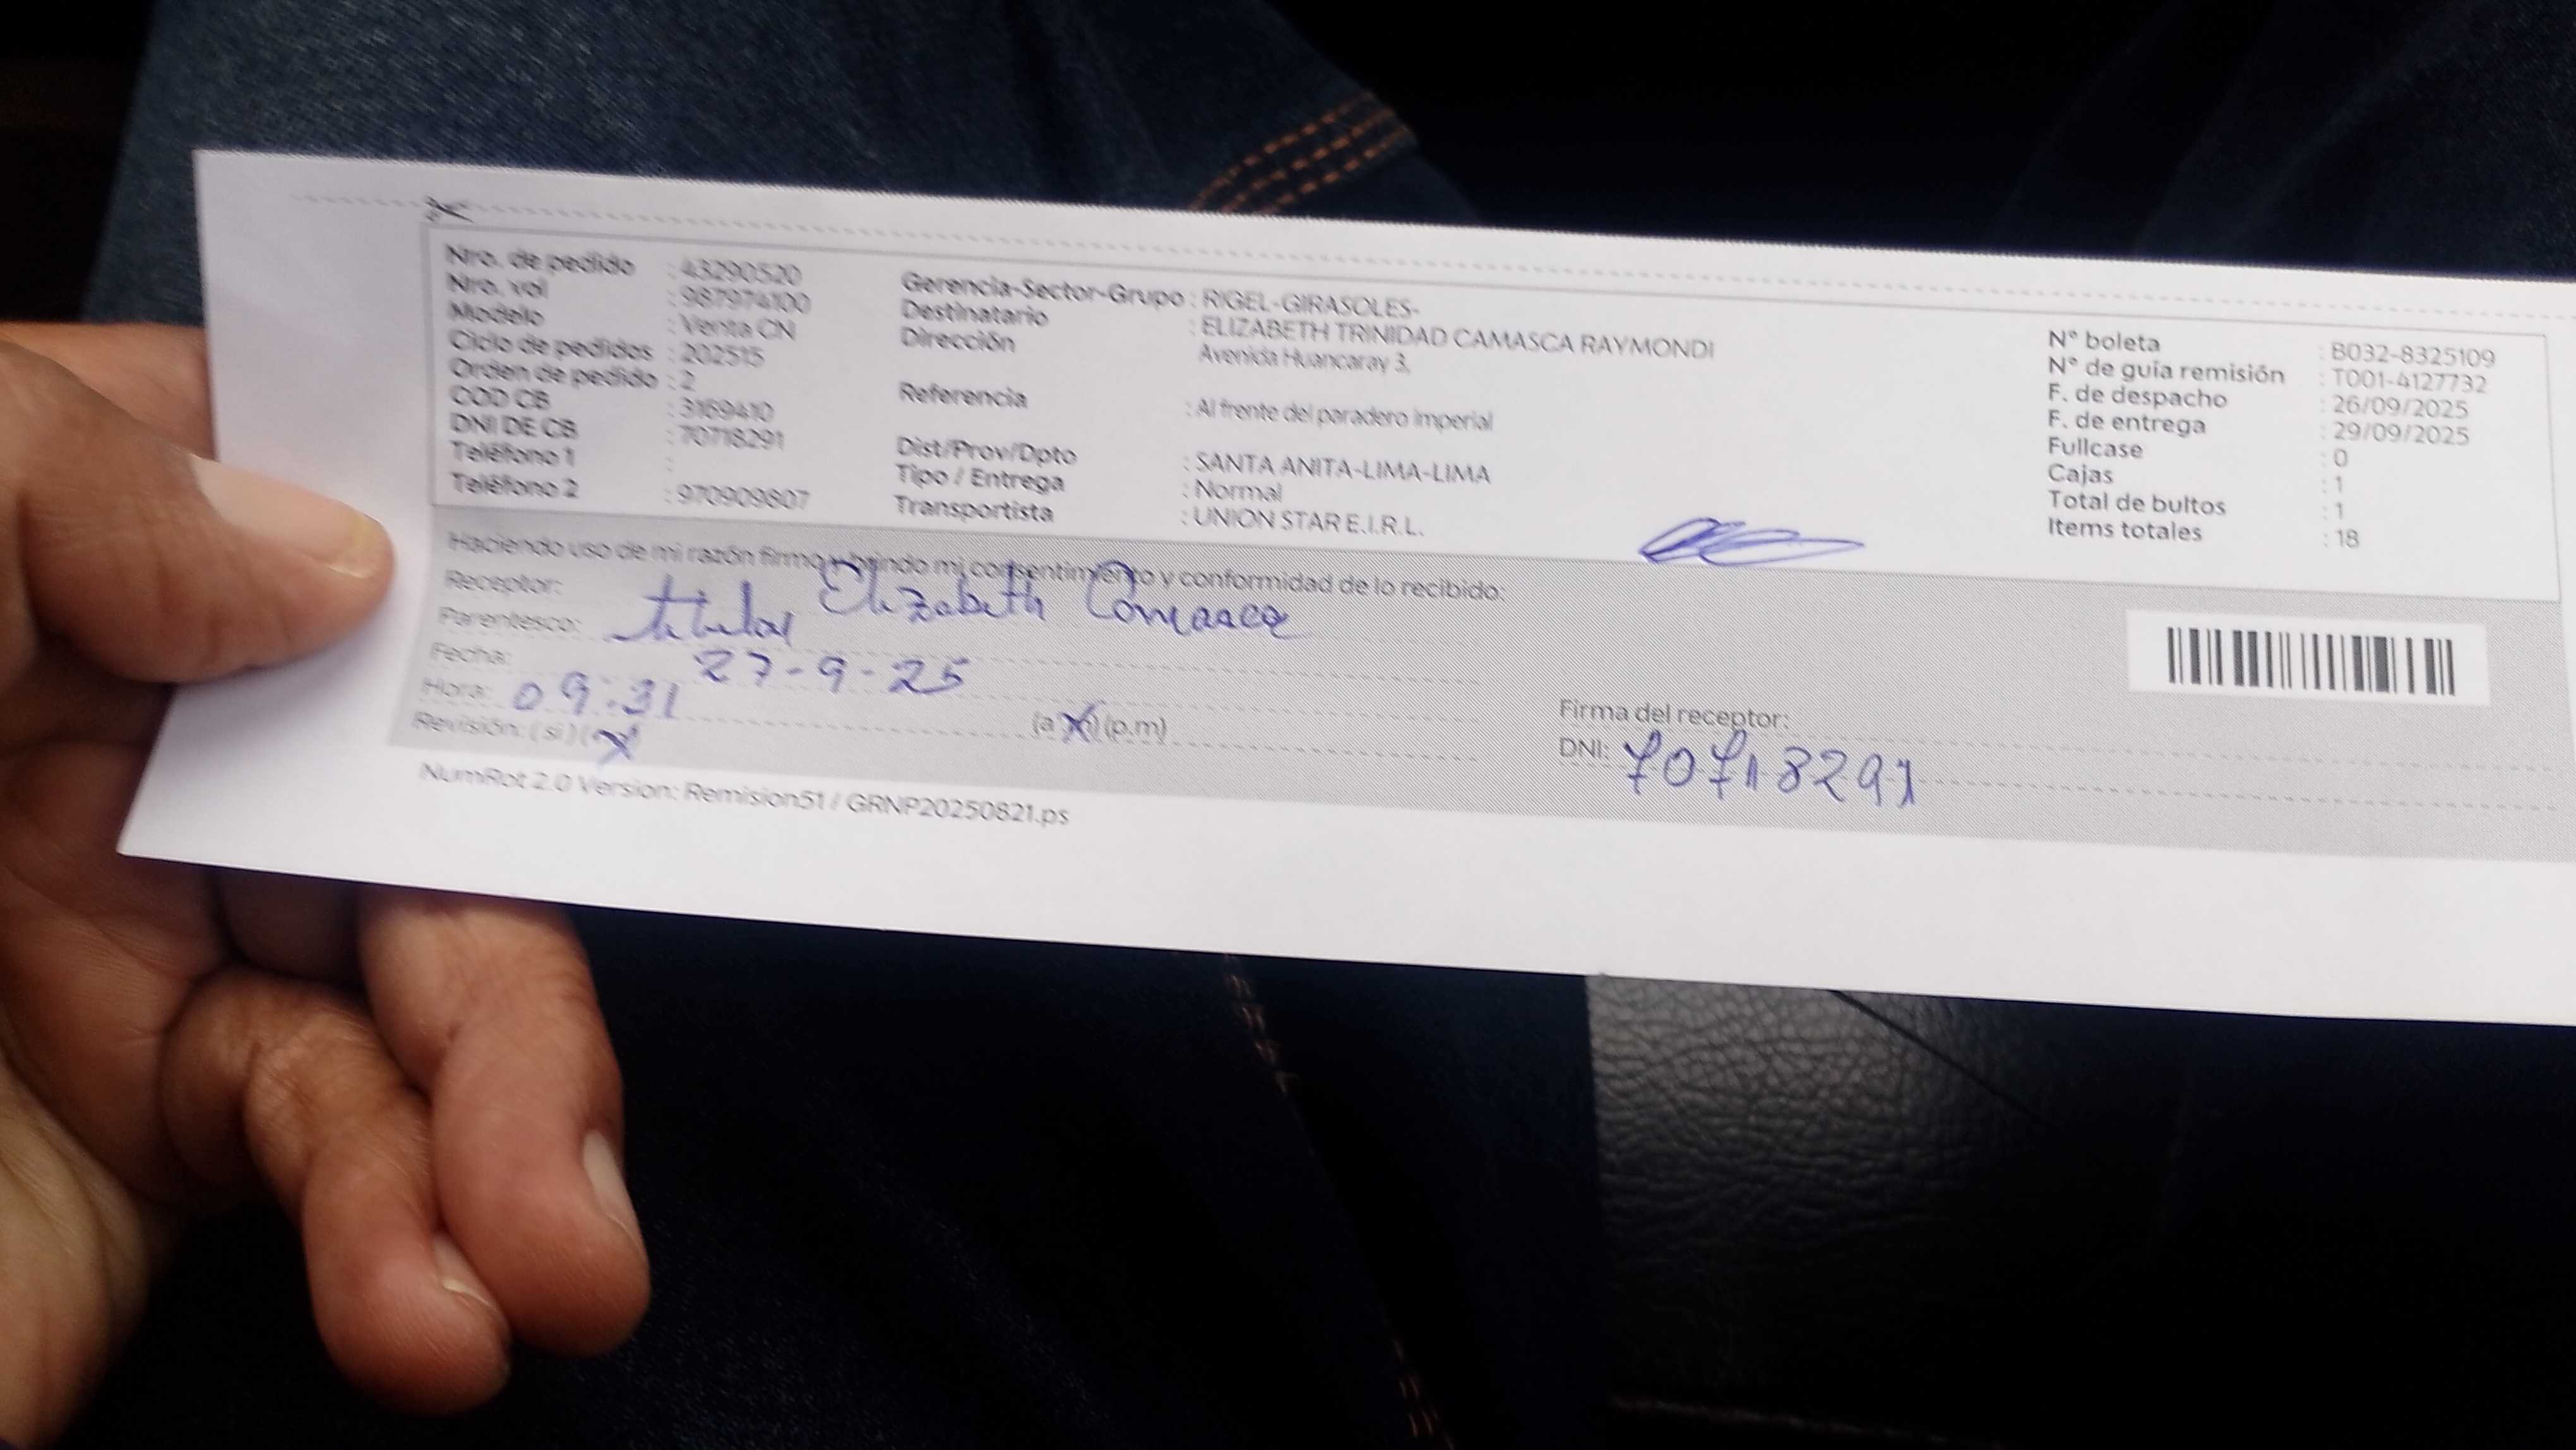 Nro. de pedido : 43290520
Nro. vol : 987974100
Modelo : Venta CN
Ciclo de pedidos : 202515
Orden de pedido : 2
COD CB : 3169410
DNI DE CB : 70718291
Teléfono 1 :
Teléfono 2 : 970909807
Gerencia-Sector-Grupo : RIGEL-GIRASOLES-
Destinatario : ELIZABETH TRINIDAD CAMASCA RAYMONDI
Dirección Avenida Huancaray 3,
Referencia : Al frente del paradero imperial
Dist/Prov/Dpto : SANTA ANITA-LIMA-LIMA
Tipo / Entrega : Normal
Transportista : UNION STAR E.I.R.L.
N° boleta : B032-8325109
N° de guía remisión : T001-4127732
F. de despacho : 26/09/2025
F. de entrega : 29/09/2025
Fullcase : 0
Cajas : 1
Total de bultos : 1
Items totales : 18
Haciendo uso de mi razón firmo y brindo mi consentimiento y conformidad de lo recibido:
Receptor: Elizabeth Camasca
Parentesco: titular
Fecha: 27-9-25
Hora: 09:31 (a x) (p.m)
Revisión: (si) (x)
Firma del receptor:
DNI: 70718291
NumRot 2.0 Version: Remision51 / GRNP20250821.ps